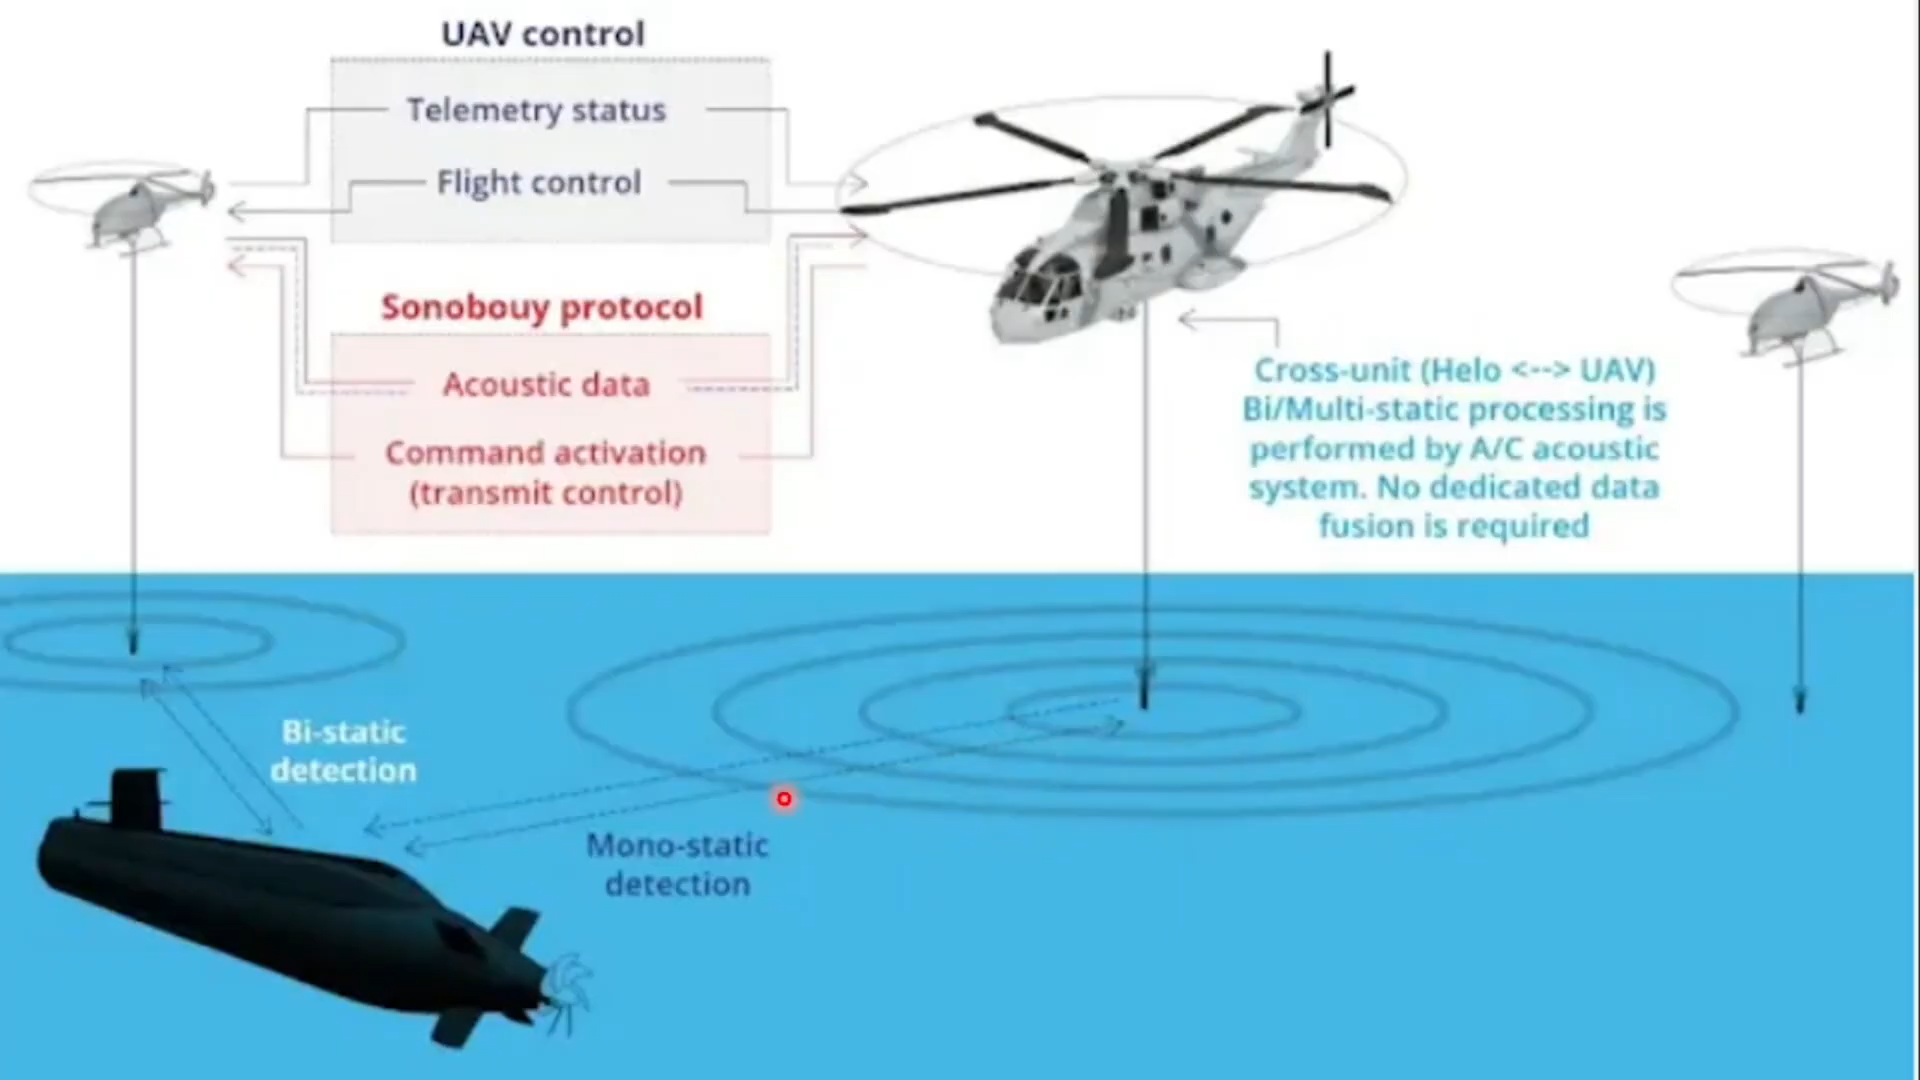 UAV control
Telemetry status
Flight control
Sonobouy protocol
Acoustic data
Command activation
(transmit control)
Cross-unit (Helo <--> UAV)
Bi/Multi-static processing is
performed by A/C acoustic
system. No dedicated data
fusion is required
Bi-static
detection
Mono-static
detection